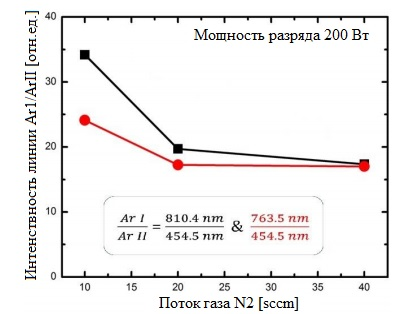 Мощность разряда 200 Вт
Интенствность линии Ar1/ArII [отн.ед.]
40
30
20
10
0
Ar I / Ar II = 810.4 nm / 454.5 nm & 763.5 nm / 454.5 nm
10 15 20 25 30 35 40
Поток газа N2 [sccm]